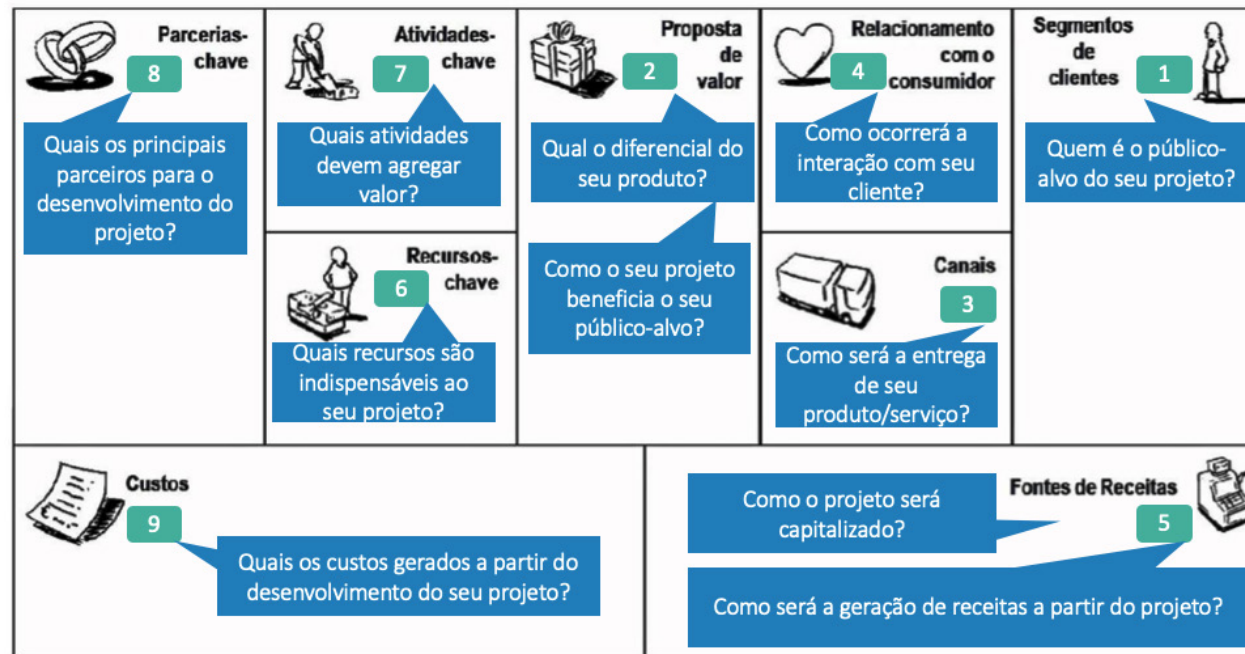 Parcerias-
chave
8
Quais os principais
parceiros para o
desenvolvimento do
projeto?
Atividades-
chave
7
Quais atividades
devem agregar
valor?
Recursos-
chave
6
Quais recursos são
indispensáveis ao
seu projeto?
Proposta
de
valor
2
Qual o diferencial do
seu produto?
Como o seu projeto
beneficia o seu
público-alvo?
Relacionamento
com o
consumidor
4
Como ocorrerá a
interação com seu
cliente?
Canais
3
Como será a entrega
de seu
produto/serviço?
Segmentos
de
clientes
1
Quem é o público-
alvo do seu projeto?
Custos
9
Quais os custos gerados a partir do
desenvolvimento do seu projeto?
Fontes de Receitas
5
Como o projeto será
capitalizado?
Como será a geração de receitas a partir do projeto?